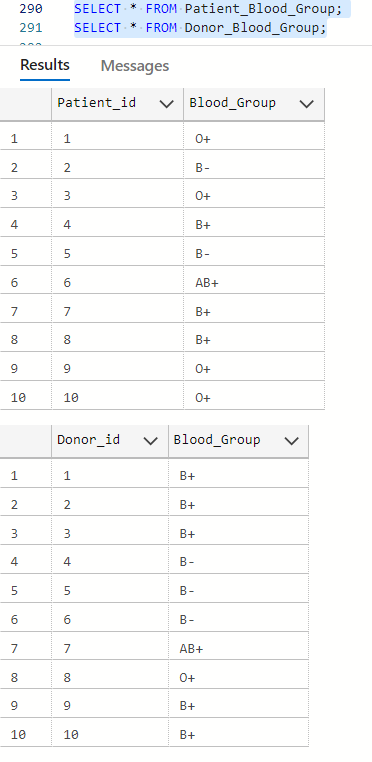 290 SELECT * FROM Patient_Blood_Group;
291 SELECT * FROM Donor_Blood_Group;
Results Messages
Patient_id Blood_Group
1 1 O+
2 2 B-
3 3 O+
4 4 B+
5 5 B-
6 6 AB+
7 7 B+
8 8 B+
9 9 O+
10 10 O+
Donor_id Blood_Group
1 1 B+
2 2 B+
3 3 B+
4 4 B-
5 5 B-
6 6 B-
7 7 AB+
8 8 O+
9 9 B+
10 10 B+